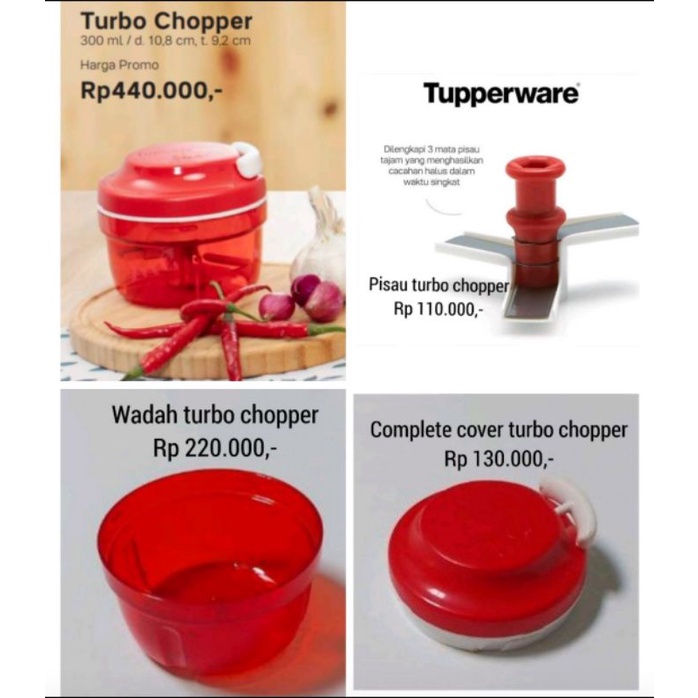 Turbo Chopper
300 ml / d. 10,8 cm, t. 9,2 cm
Harga Promo
Rp440.000,-
Tupperware®
Dilengkapi 3 mata pisau
tajam yang menghasilkan
cacahan halus dalam
waktu singkat
Pisau turbo chopper
Rp 110.000,-
Wadah turbo chopper
Rp 220.000,-
Complete cover turbo chopper
Rp 130.000,-